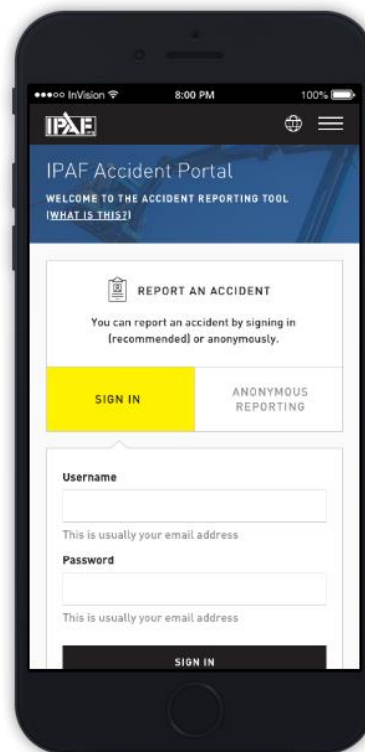 InVision 8:00 PM 100%
IPAF
IPAF Accident Portal
WELCOME TO THE ACCIDENT REPORTING TOOL
(WHAT IS THIS?)
REPORT AN ACCIDENT
You can report an accident by signing in
(recommended) or anonymously.
SIGN IN
ANONYMOUS
REPORTING
Username
This is usually your email address
Password
This is usually your email address
SIGN IN